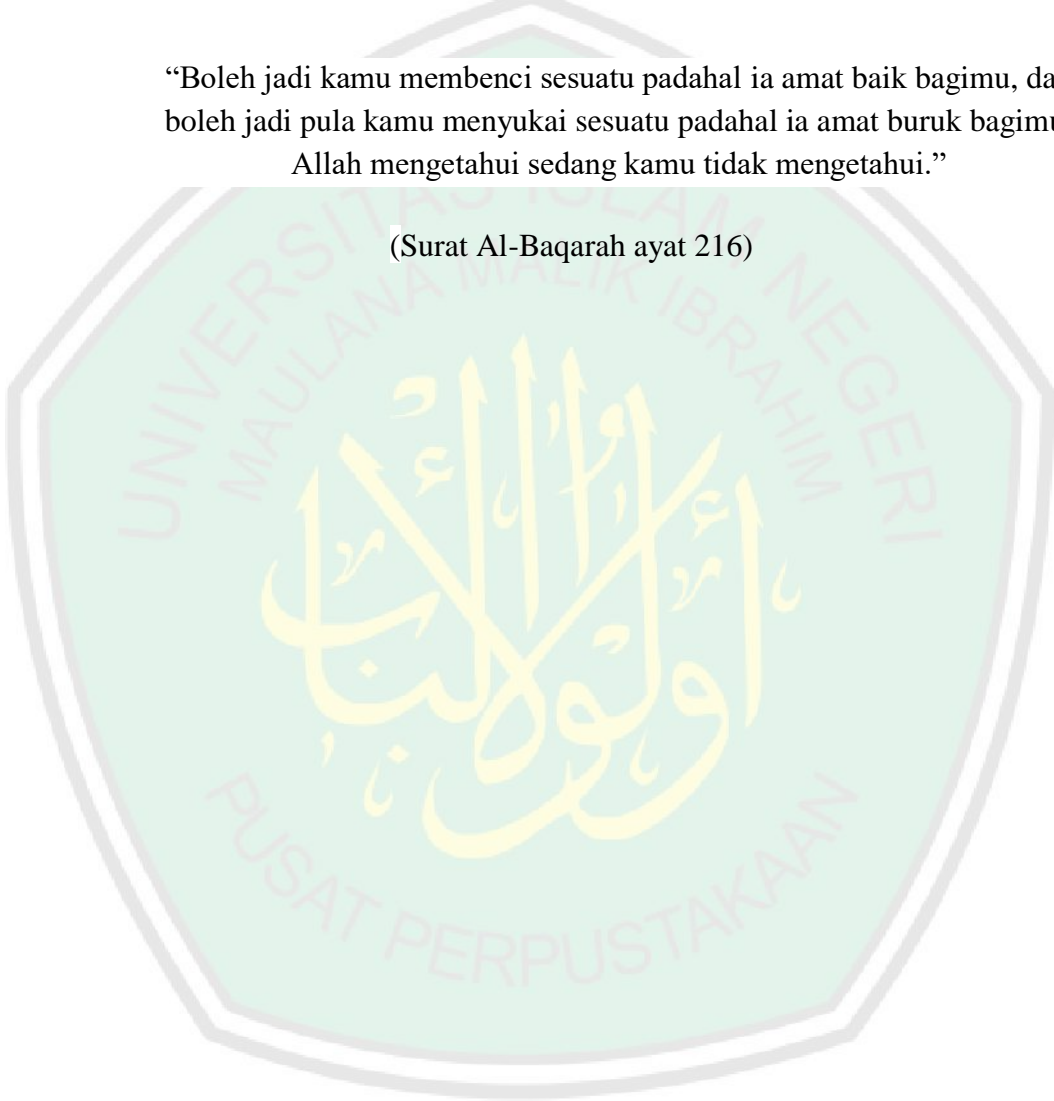 “Boleh jadi kamu membenci sesuatu padahal ia amat baik bagimu, da
boleh jadi pula kamu menyukai sesuatu padahal ia amat buruk bagimu
Allah mengetahui sedang kamu tidak mengetahui.”
(Surat Al-Baqarah ayat 216)
UNIVERSITAS ISLAM NEGERI
MAULANA MALIK IBRAHIM
أولوا الألباب
PUSAT PERPUSTAKAAN